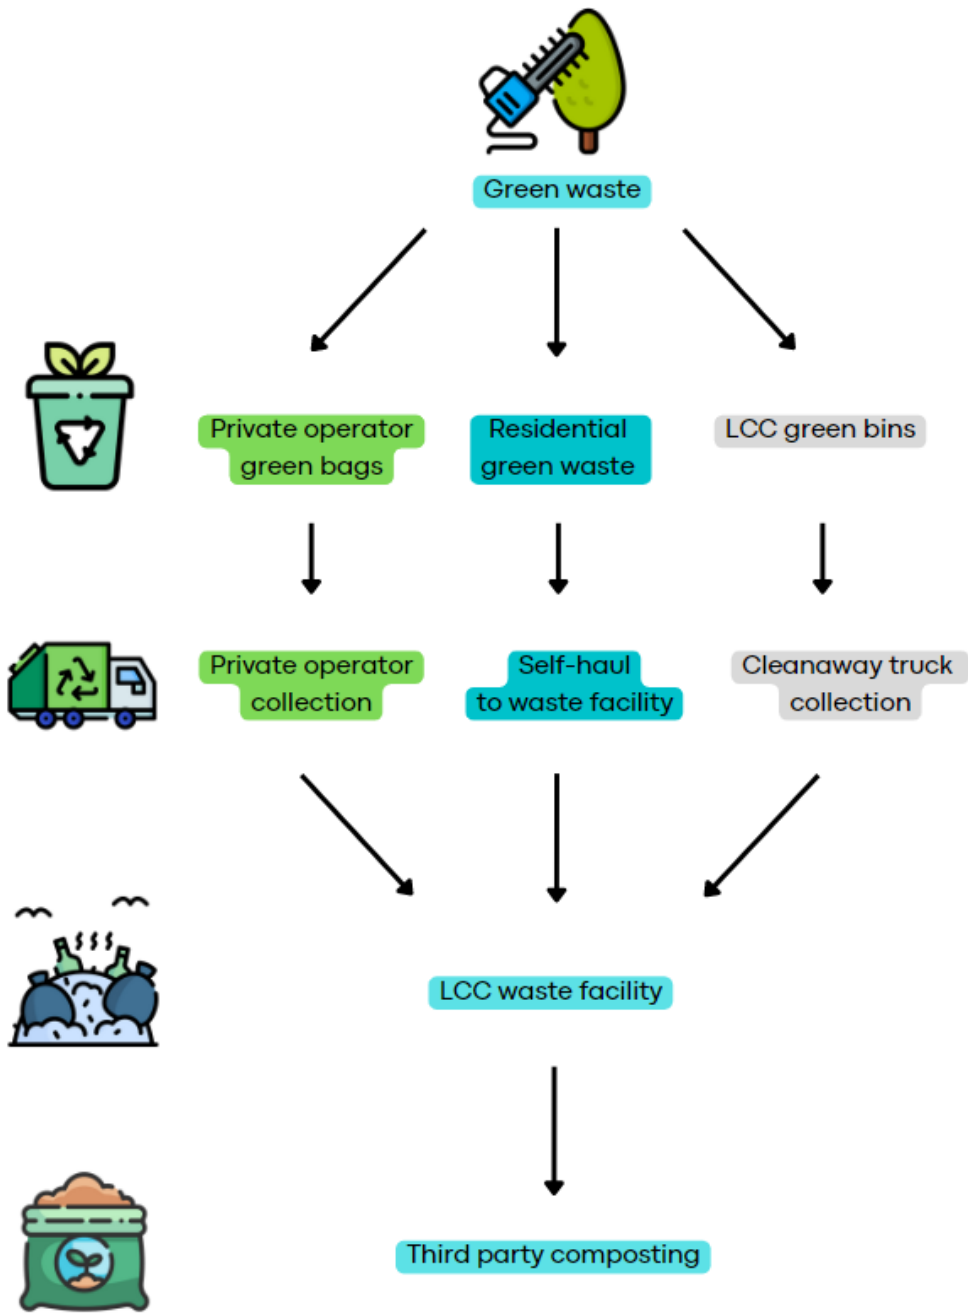 Green waste
Private operator
green bags
Residential
green waste
LCC green bins
Private operator
collection
Self-haul
to waste facility
Cleanaway truck
collection
LCC waste facility
Third party composting